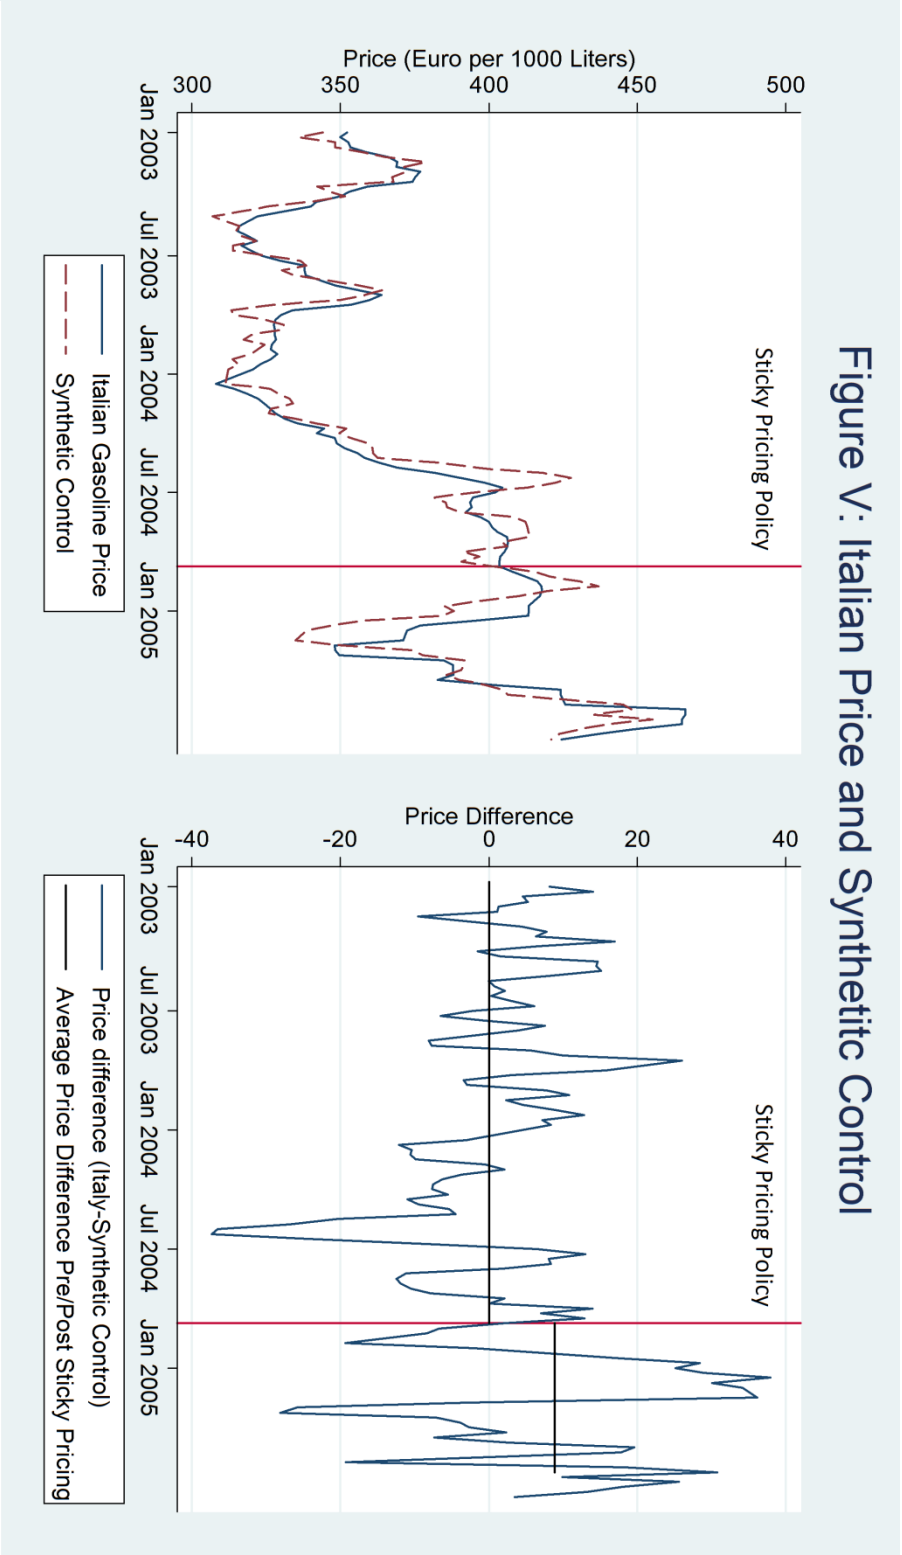 Figure V: Italian Price and Synthetitc Control
Sticky Pricing Policy
Price (Euro per 1000 Liters)
300 350 400 450 500
Jan 2003 Jul 2003 Jan 2004 Jul 2004 Jan 2005
Italian Gasoline Price
Synthetic Control
Sticky Pricing Policy
Price Difference
-40 -20 0 20 40
Jan 2003 Jul 2003 Jan 2004 Jul 2004 Jan 2005
Price difference (Italy-Synthetic Control)
Average Price Difference Pre/Post Sticky Pricing